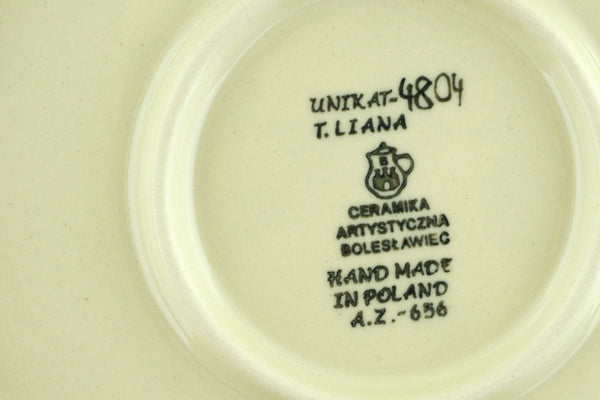 UNIKAT-4804
T.LIANA
B
CERAMIKA
ARTYSTYCZNA
BOLESŁAWIEC
HAND MADE
IN POLAND
A.Z.-656